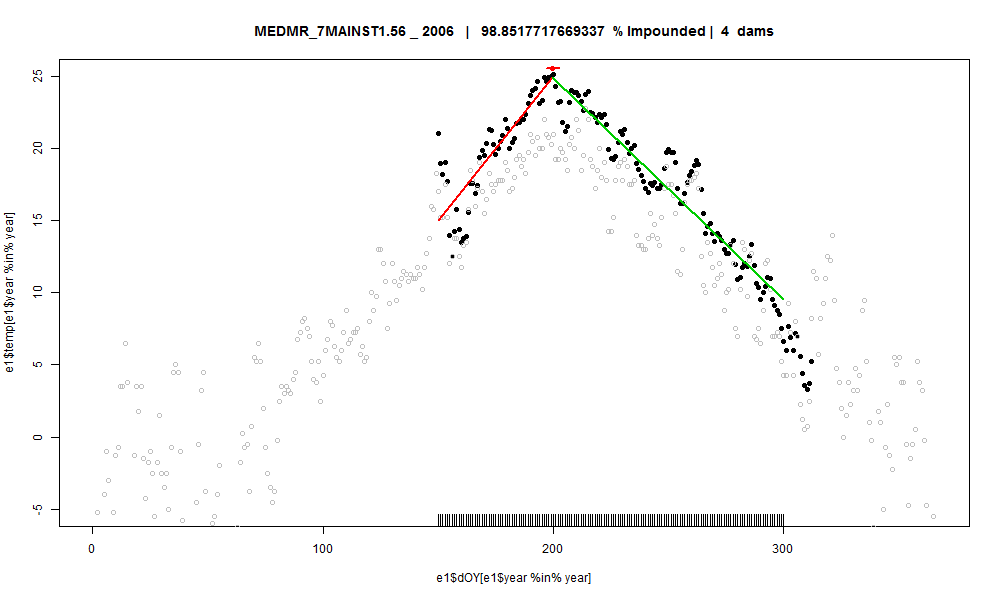 MEDMR_7MAINST1.56 _ 2006 | 98.8517717669337 % Impounded | 4 dams
e1$temp[e1$year %in% year]
25
20
15
10
5
0
-5
0 100 200 300
e1$dOY[e1$year %in% year]